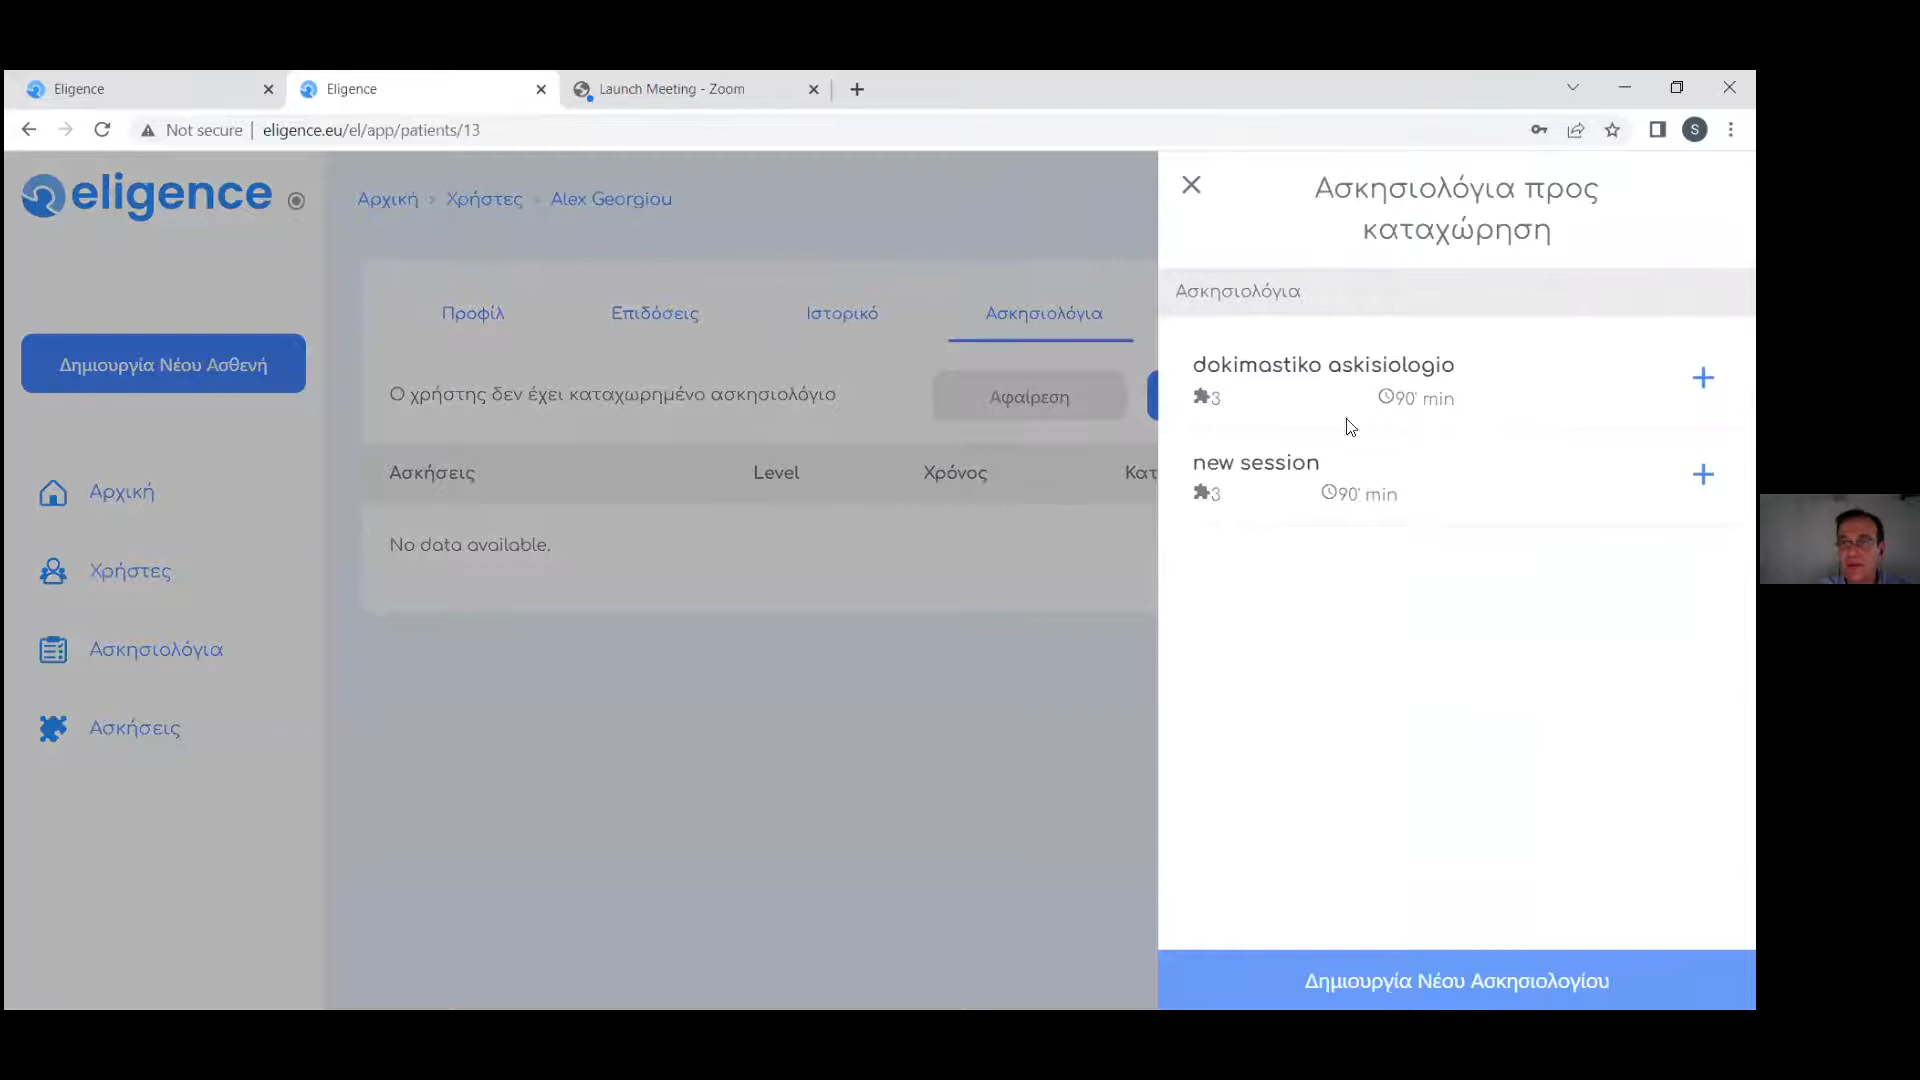 Eligence
Eligence
Launch Meeting - Zoom
Not secure
eligence.eu/el/app/patients/13
S
eligence
Αρχική › Χρήστες › Alex Georgiou
Ασκησιολόγια προς
καταχώρηση
Ασκησιολόγια
Προφίλ
Επιδόσεις
Ιστορικό
Ασκησιολόγια
Δημιουργία Νέου Ασθενή
Ο χρήστης δεν έχει καταχωρημένο ασκησιολόγιο
Αφαίρεση
dokimastiko askisiologio
3
90' min
new session
3
90' min
Ασκήσεις
Level
Χρόνος
Κατ
No data available.
Αρχική
Χρήστες
Ασκησιολόγια
Ασκήσεις
Δημιουργία Νέου Ασκησιολογίου